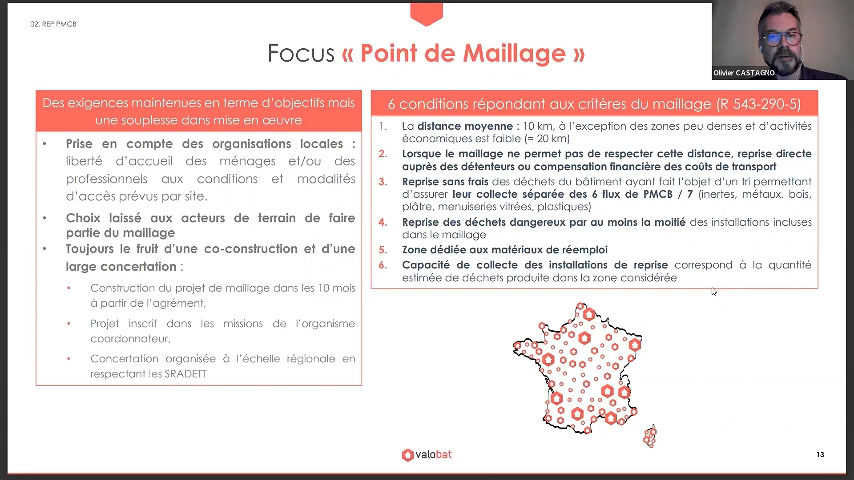 02. REP PMCB
Focus « Point de Maillage »
Olivier CASTAGNO
Des exigences maintenues en terme d'objectifs mais
une souplesse dans mise en œuvre
• Prise en compte des organisations locales :
liberté d'accueil des ménages et/ou des
professionnels aux conditions et modalités
d'accès prévus par site.
• Choix laissé aux acteurs de terrain de faire
partie du maillage
• Toujours le fruit d'une co-construction et d'une
large concertation :
• Construction du projet de maillage dans les 10 mois
à partir de l'agrément,
• Projet inscrit dans les missions de l'organisme
coordonnateur,
• Concertation organisée à l'échelle régionale en
respectant les SRADETT
6 conditions répondant aux critères du maillage (R 543-290-5)
1. La distance moyenne : 10 km, à l'exception des zones peu denses et d'activités
économiques est faible (= 20 km)
2. Lorsque le maillage ne permet pas de respecter cette distance, reprise directe
auprès des détenteurs ou compensation financière des coûts de transport
3. Reprise sans frais des déchets du bâtiment ayant fait l'objet d'un tri permettant
d'assurer leur collecte séparée des 6 flux de PMCB / 7 (inertes, métaux, bois,
plâtre, menuiseries vitrées, plastiques)
4. Reprise des déchets dangereux par au moins la moitié des installations incluses
dans le maillage
5. Zone dédiée aux matériaux de réemploi
6. Capacité de collecte des installations de reprise correspond à la quantité
estimée de déchets produite dans la zone considérée
valobat
13